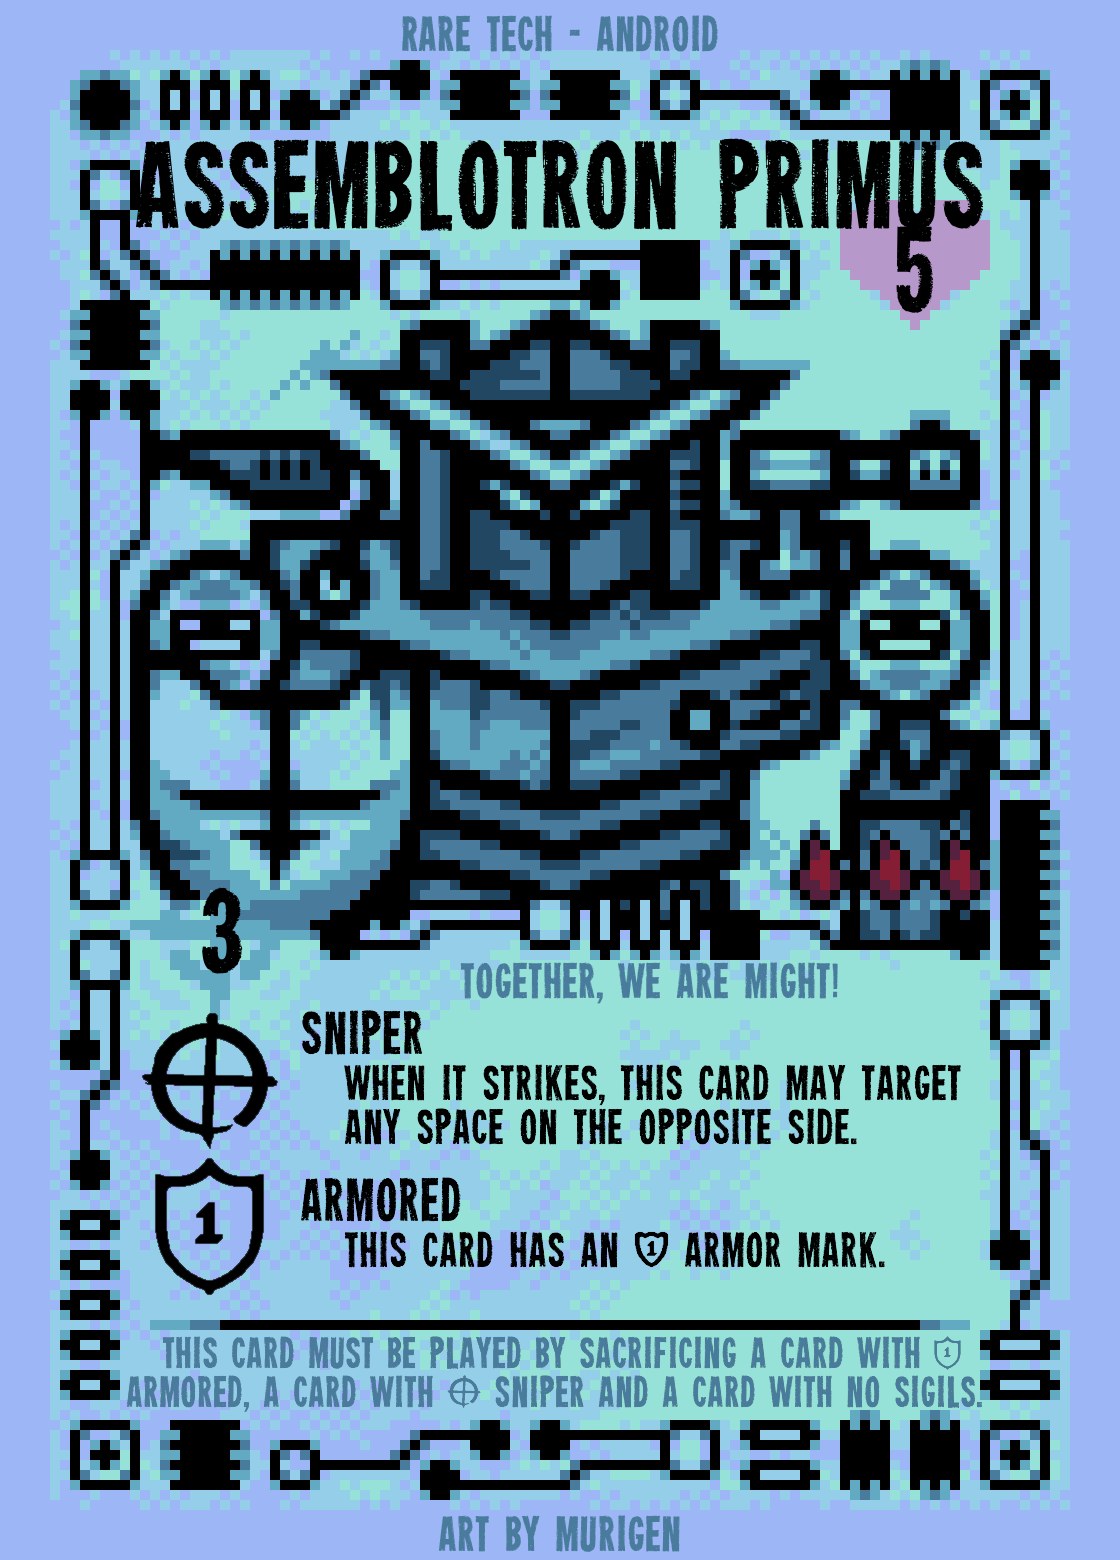 RARE TECH - ANDROID
ASSEMBLOTRON PRIMUS
5
3
TOGETHER, WE ARE MIGHT!
SNIPER
WHEN IT STRIKES, THIS CARD MAY TARGET
ANY SPACE ON THE OPPOSITE SIDE.
1
ARMORED
THIS CARD HAS AN 1 ARMOR MARK.
THIS CARD MUST BE PLAYED BY SACRIFICING A CARD WITH 1
ARMORED, A CARD WITH SNIPER AND A CARD WITH NO SIGILS.
ART BY MURIGEN